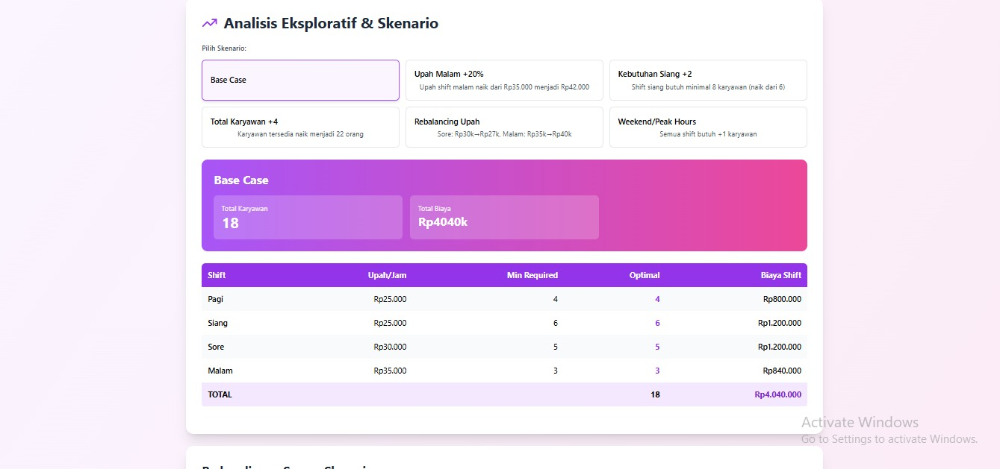 Analisis Eksploratif & Skenario
Pilih Skenario:
Base Case
Upah Malam +20%
Upah shift malam naik dari Rp35.000 menjadi Rp42.000
Kebutuhan Siang +2
Shift siang butuh minimal 8 karyawan (naik dari 6)
Total Karyawan +4
Karyawan tersedia naik menjadi 22 orang
Rebalancing Upah
Sore: Rp30k→Rp27k, Malam: Rp35k→Rp40k
Weekend/Peak Hours
Semua shift butuh +1 karyawan
Base Case
Total Karyawan
18
Total Biaya
Rp4040k
Shift Upah/Jam Min Required Optimal Biaya Shift
Pagi Rp25.000 4 4 Rp800.000
Siang Rp25.000 6 6 Rp1.200.000
Sore Rp30.000 5 5 Rp1.200.000
Malam Rp35.000 3 3 Rp840.000
TOTAL 18 Rp4.040.000
Activate Windows
Go to Settings to activate Windows.